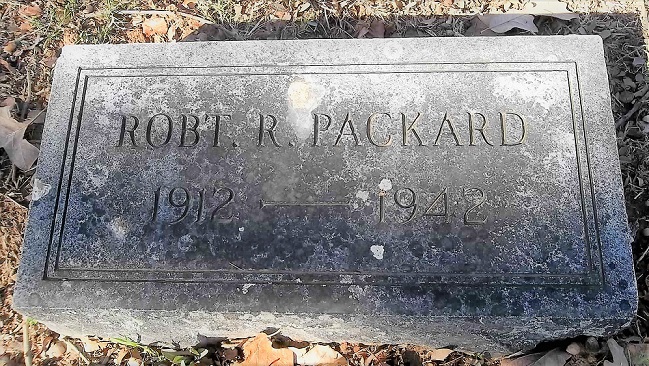 ROBT. R. PACKARD
1912 — 1942